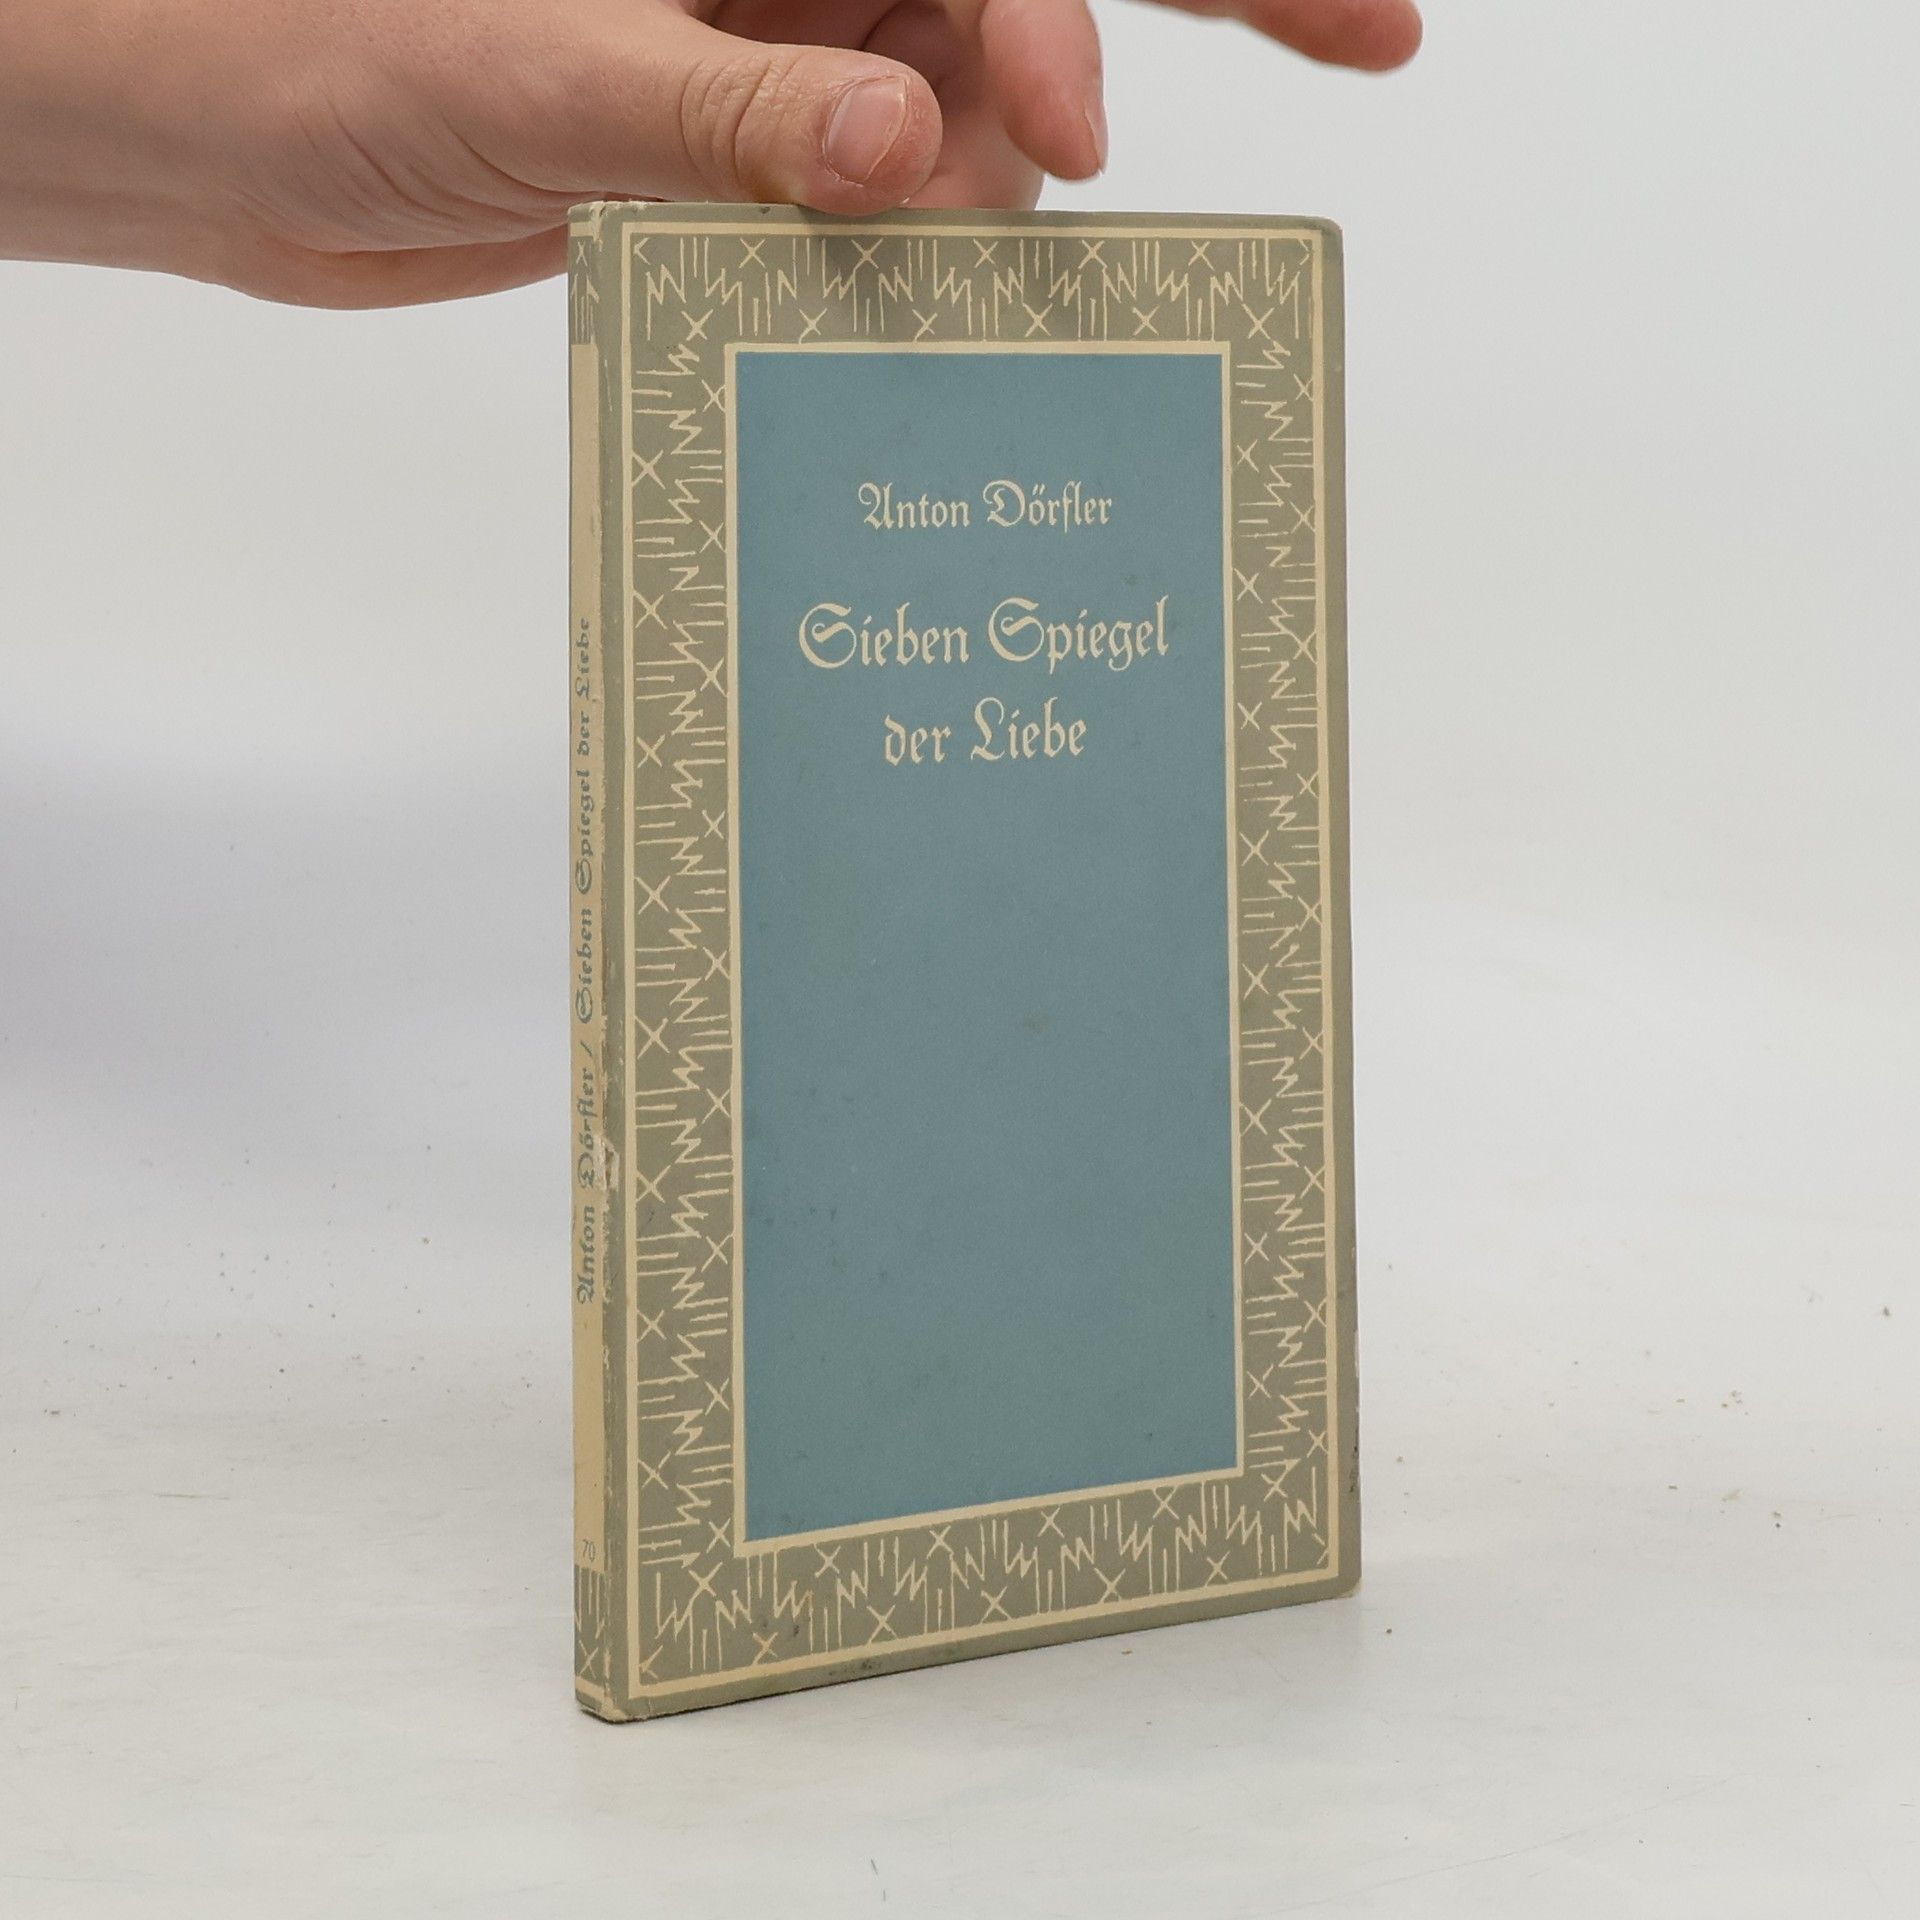 Anton Dörfler
Sieben Spiegel
der Liebe
Anton Dörfler / Sieben Spiegel der Liebe
70